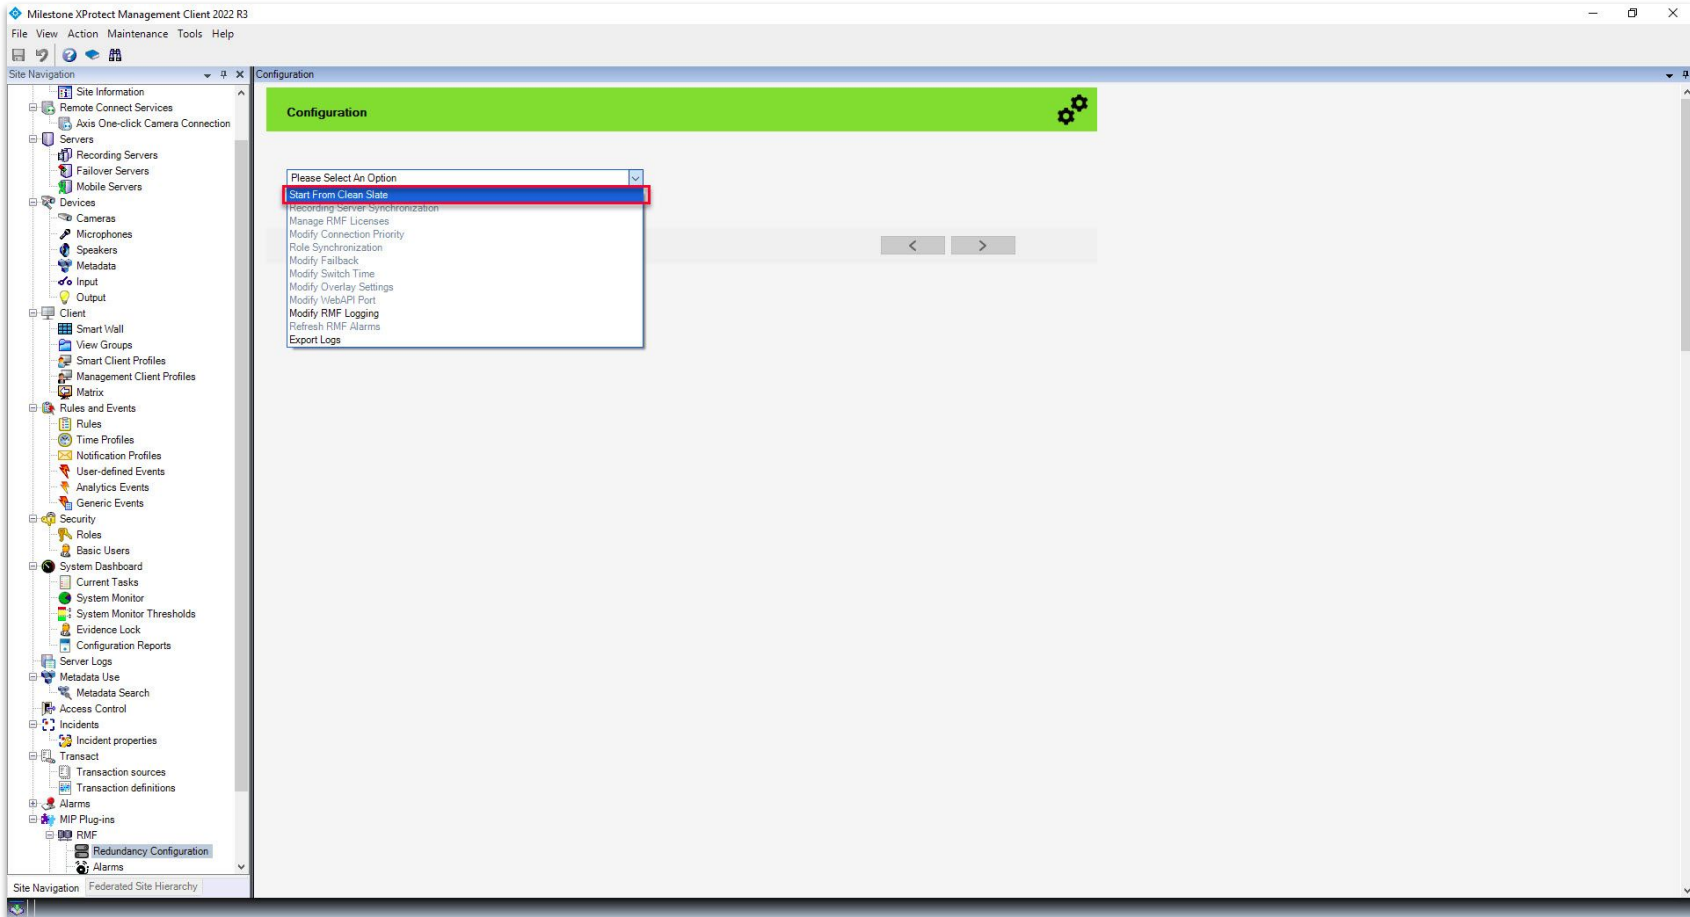 Milestone XProtect Management Client 2022 R3
File View Action Maintenance Tools Help
Site Navigation
Configuration
Site Information
Remote Connect Services
Axis One-click Camera Connection
Servers
Recording Servers
Failover Servers
Mobile Servers
Devices
Cameras
Microphones
Speakers
Metadata
Input
Output
Client
Smart Wall
View Groups
Smart Client Profiles
Management Client Profiles
Matrix
Rules and Events
Rules
Time Profiles
Notification Profiles
User-defined Events
Analytics Events
Generic Events
Security
Roles
Basic Users
System Dashboard
Current Tasks
System Monitor
System Monitor Thresholds
Evidence Lock
Configuration Reports
Server Logs
Metadata Use
Metadata Search
Access Control
Incidents
Incident properties
Transact
Transaction sources
Transaction definitions
Alarms
MIP Plug-ins
RMF
Redundancy Configuration
Alarms
Site Navigation Federated Site Hierarchy
Configuration
Please Select An Option
Start From Clean Slate
Recording Server Synchronization
Manage RMF Licenses
Modify Connection Priority
Role Synchronization
Modify Failback
Modify Switch Time
Modify Overlay Settings
Modify WebAPI Port
Modify RMF Logging
Refresh RMF Alarms
Export Logs
< >